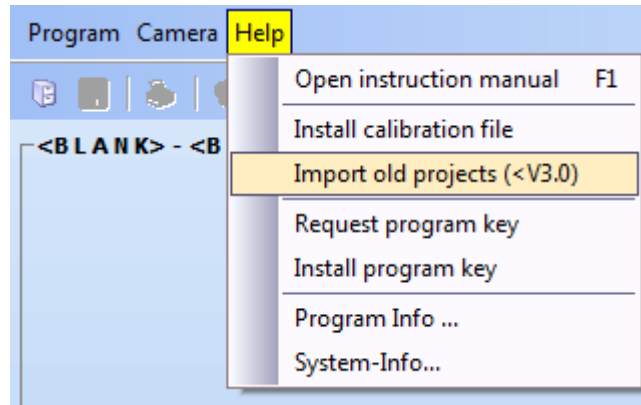 Program Camera Help
Open instruction manual F1
Install calibration file
<BLANK> - <B
Import old projects (<V3.0)
Request program key
Install program key
Program Info ...
System-Info...